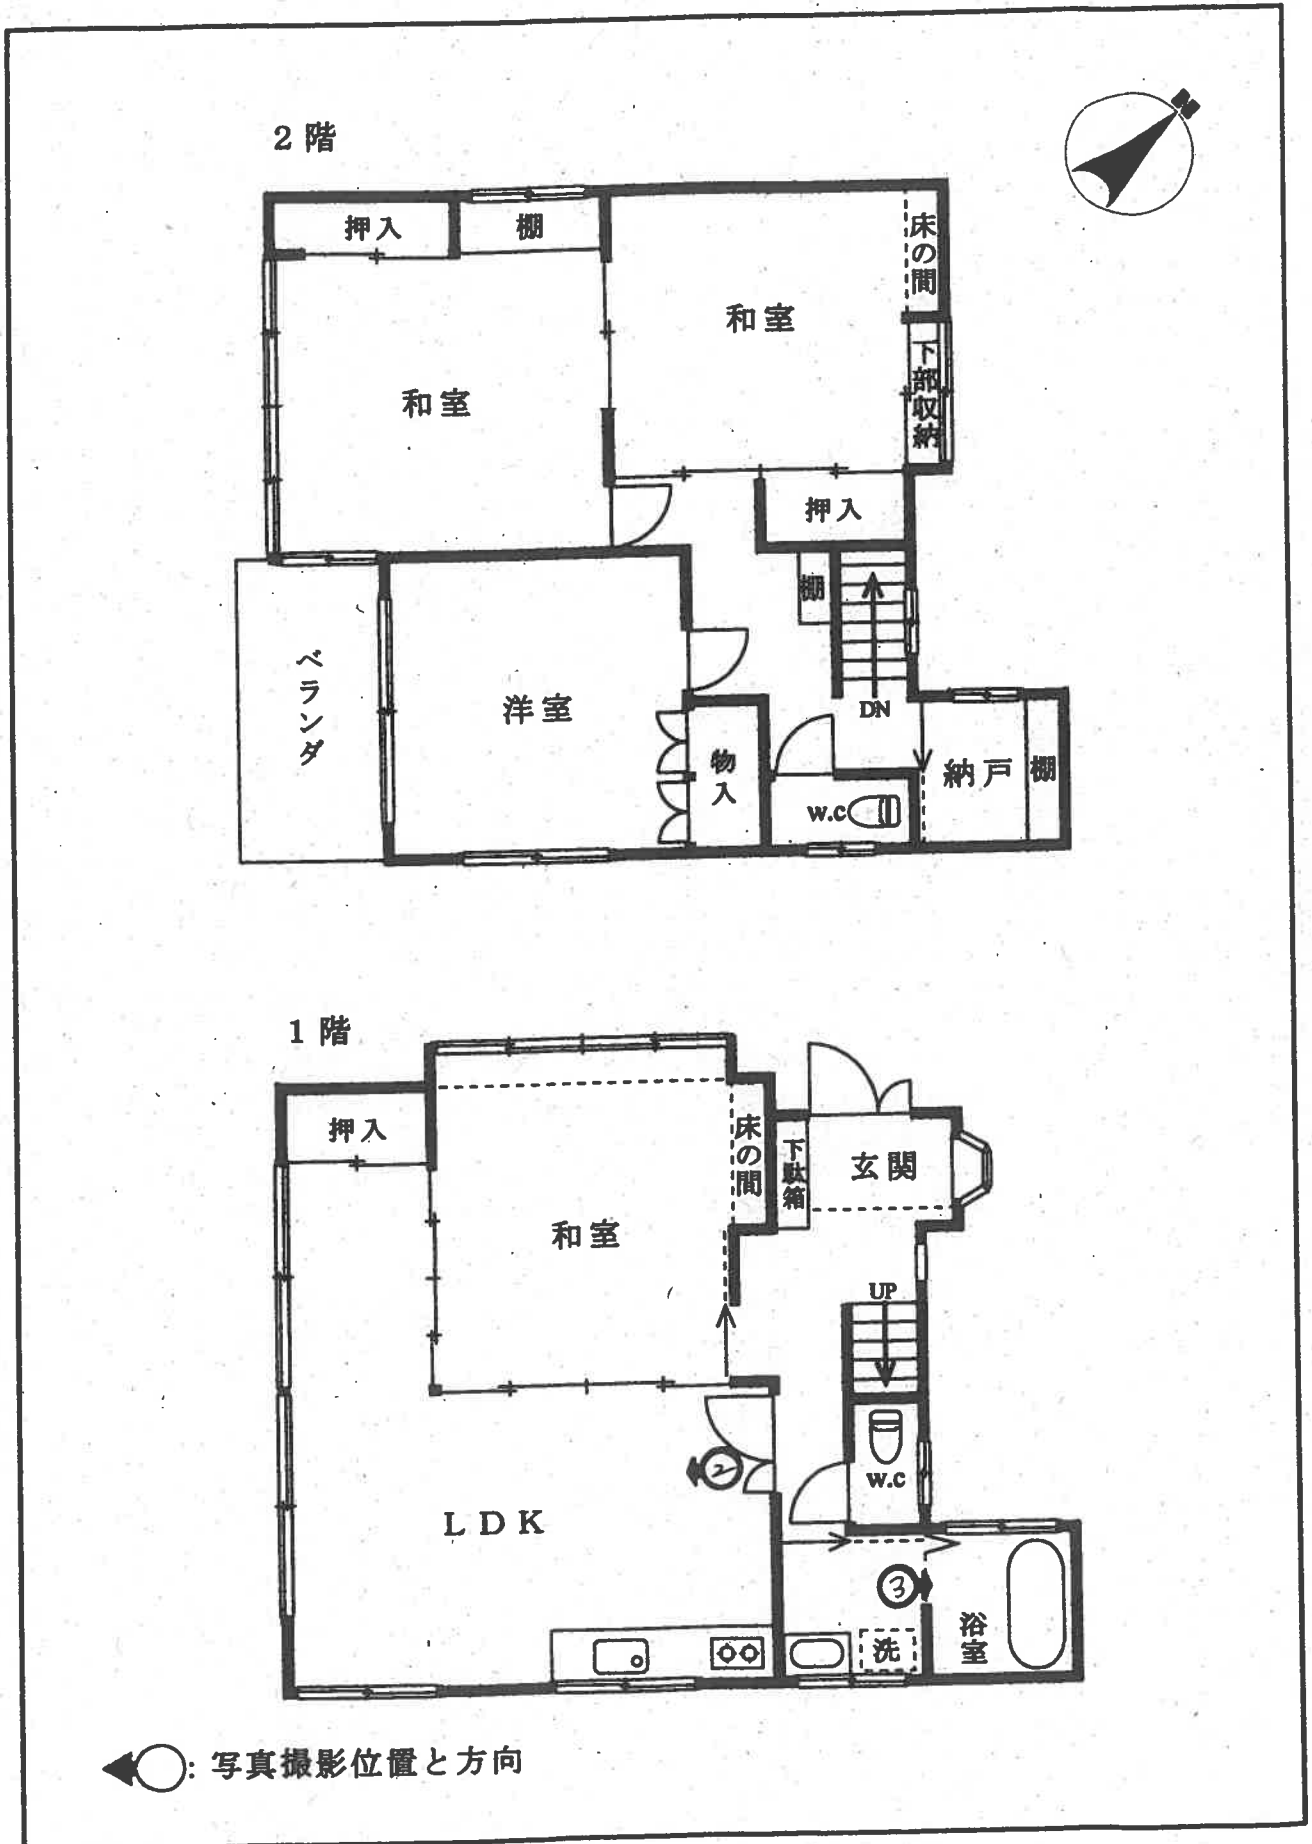 N
2階
押入
棚
和室
床の間
下部収納
和室
押入
棚
DN
ベランダ
洋室
物入
W.C
納戸
棚
1階
押入
和室
床の間
下駄箱
玄関
UP
W.C
②
LDK
③
洗
浴室
: 写真撮影位置と方向